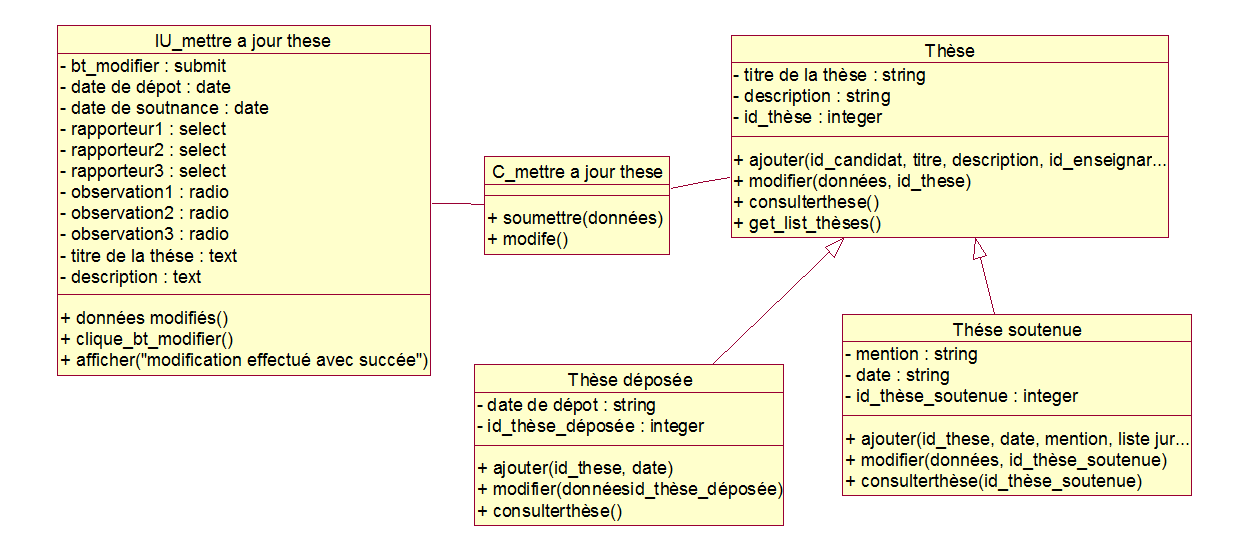 IU_mettre a jour these
- bt_modifier : submit
- date de dépot : date
- date de soutnance : date
- rapporteur1 : select
- rapporteur2 : select
- rapporteur3 : select
- observation1 : radio
- observation2 : radio
- observation3 : radio
- titre de la thése : text
- description : text
+ données modifiés()
+ clique_bt_modifier()
+ afficher("modification effectué avec succée")
C_mettre a jour these
+ soumettre(données)
+ modife()
Thèse
- titre de la thèse : string
- description : string
- id_thèse : integer
+ ajouter(id_candidat, titre, description, id_enseignar...
+ modifier(données, id_these)
+ consulterthese()
+ get_list_thèses()
Thèse déposée
- date de dépot : string
- id_thèse_déposée : integer
+ ajouter(id_these, date)
+ modifier(donnéesid_thèse_déposée)
+ consulterthèse()
Thése soutenue
- mention : string
- date : string
- id_thèse_soutenue : integer
+ ajouter(id_these, date, mention, liste jur...
+ modifier(données, id_thèse_soutenue)
+ consulterthèse(id_thèse_soutenue)